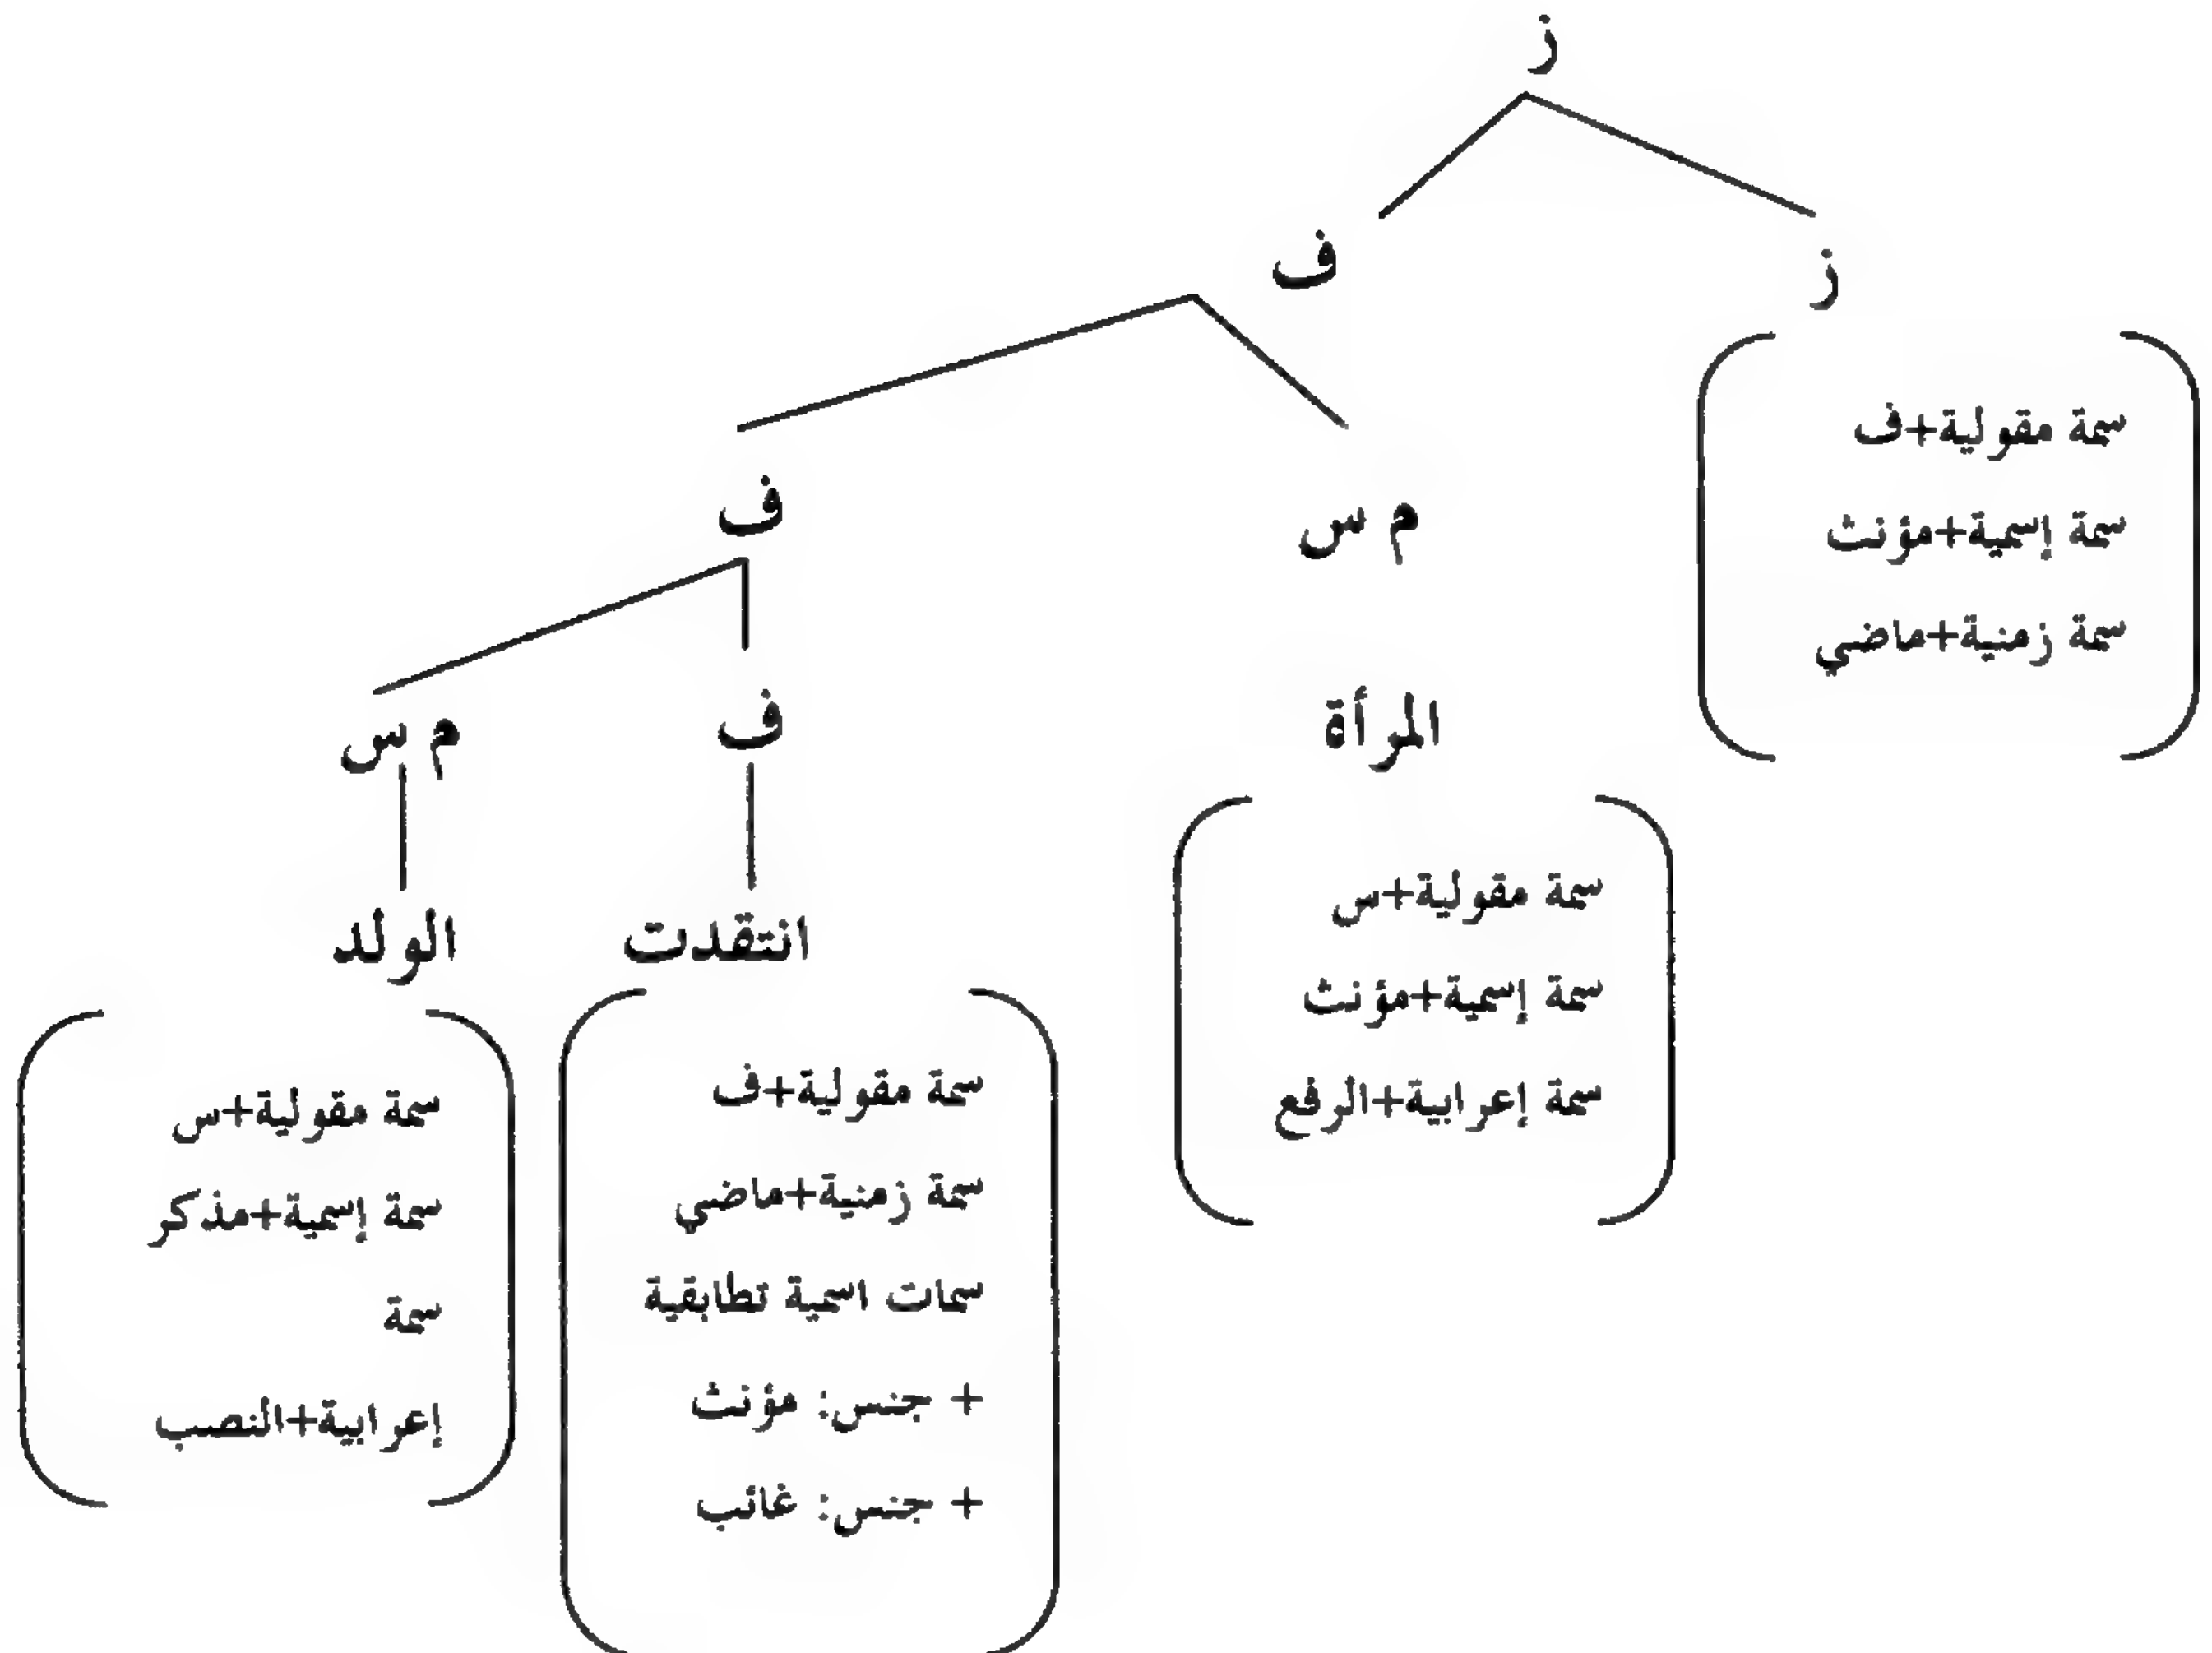 ز
ز
ف
سمة مقولية+ف
سمة إسمية+مؤنث
سمة زمنية+ماضي
م س
ف
المرأة
سمة مقولية+س
سمة إسمية+مؤنث
سمة إعرابية+الرفع
ف
م س
انتقدت
سمة مقولية+ف
سمة زمنية+ماضي
سمات اسمية تطابقية
+ جنس: مؤنث
+ جنس: غائب
الولد
سمة مقولية+س
سمة إسمية+مذكر
سمة
إعرابية+النصب